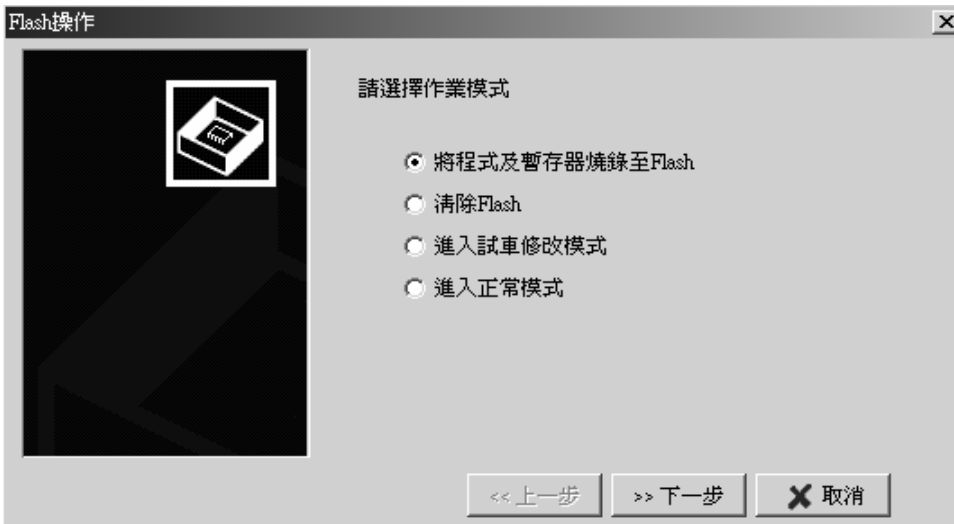 Flash操作
請選擇作業模式
將程式及暫存器燒錄至Flash
清除Flash
進入試車修改模式
進入正常模式
<< 上一步
>> 下一步
取消